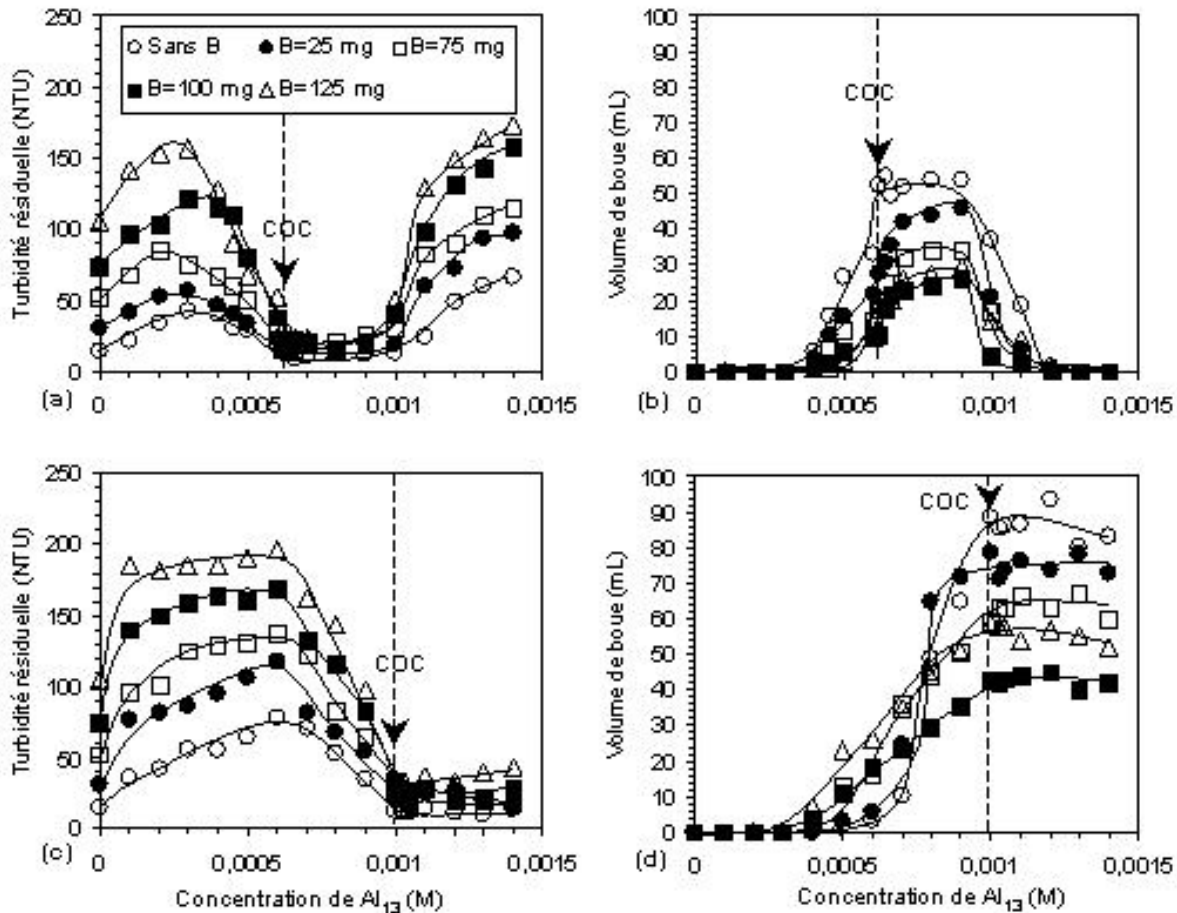 Turbidité résiduelle (NTU)
250
200
150
100
50
0
Sans B B=25 mg B=75 mg
B=100 mg B=125 mg
COC
(a)
0 0,0005 0,001 0,0015
Volume de boue (mL)
100
90
80
70
60
50
40
30
20
10
0
COC
(b)
0 0,0005 0,001 0,0015
Turbidité résiduelle (NTU)
250
200
150
100
50
0
COC
(c)
0 0,0005 0,001 0,0015
Concentration de Al13 (M)
Volume de boue (mL)
100
90
80
70
60
50
40
30
20
10
0
COC
(d)
0 0,0005 0,001 0,0015
Concentration de Al13 (M)